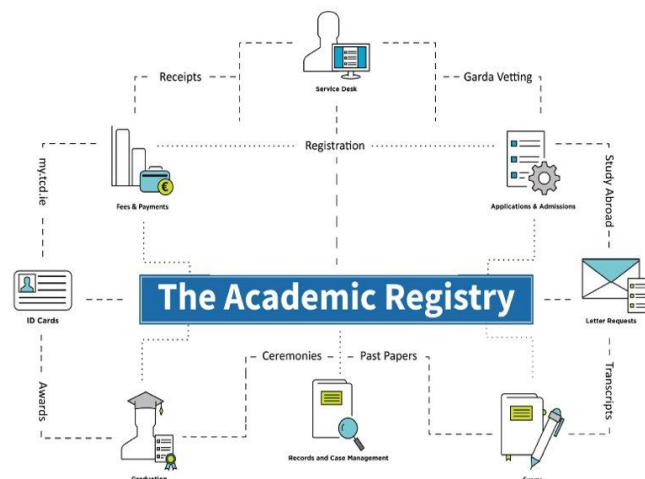 Service Desk
Receipts
Garda Vetting
Registration
my.tcd.ie
Fees & Payments
Applications & Admissions
Study Abroad
The Academic Registry
ID Cards
Letter Requests
Ceremonies
Past Papers
Awards
Transcripts
Records and Case Management
Graduation